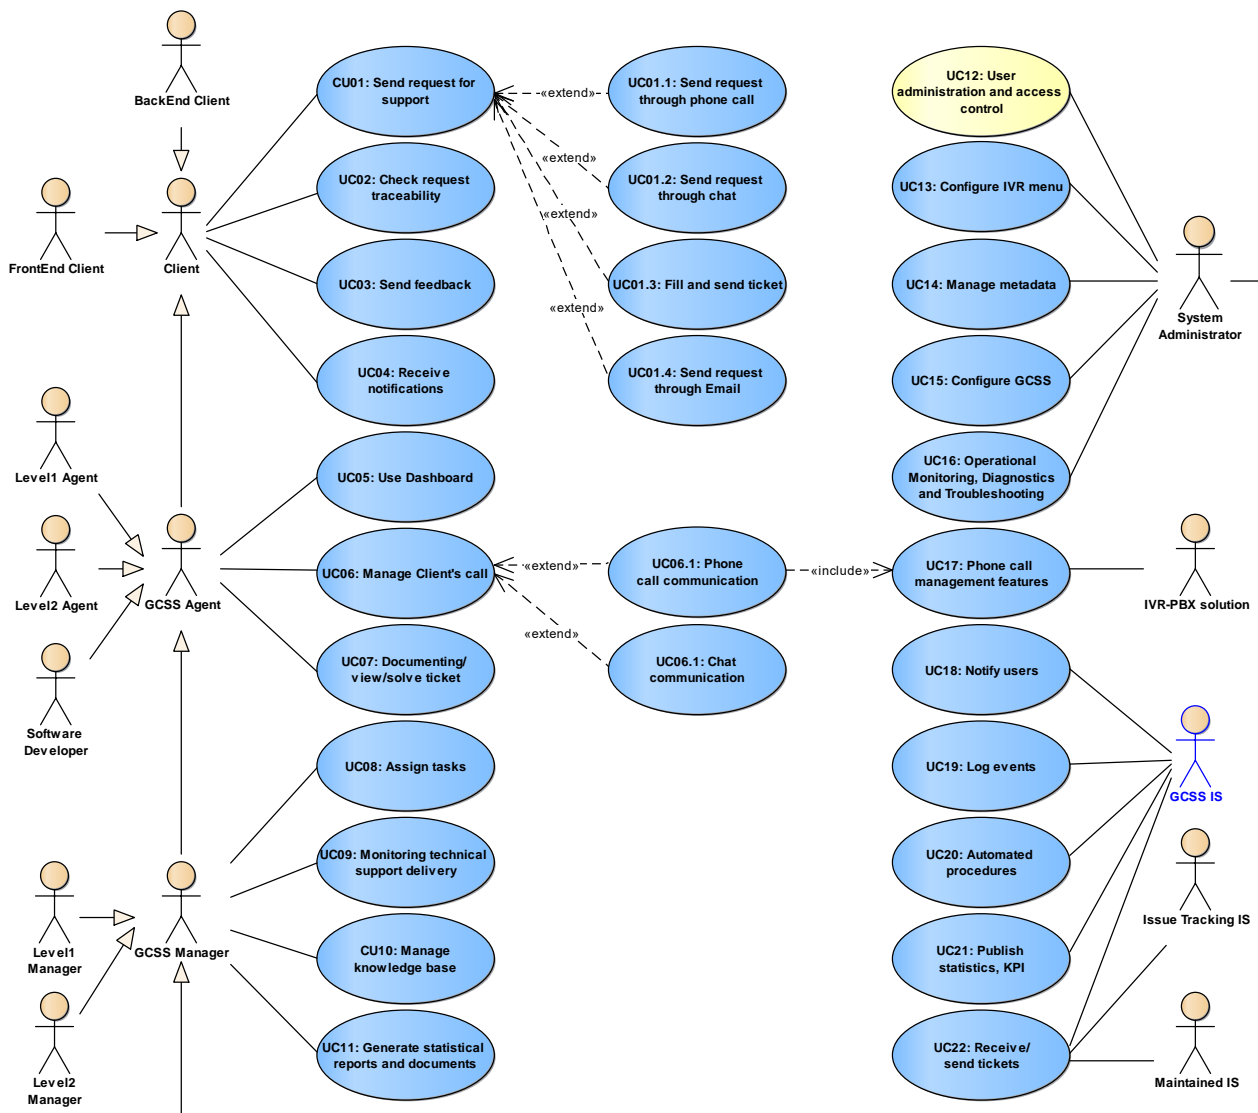 BackEnd Client
FrontEnd Client
Client
Level1 Agent
Level2 Agent
GCSS Agent
Software
Developer
Level1
Manager
GCSS Manager
Level2
Manager
CU01: Send request for
support
UC02: Check request
traceability
UC03: Send feedback
UC04: Receive
notifications
UC05: Use Dashboard
UC06: Manage Client's call
UC07: Documenting/
view/solve ticket
UC08: Assign tasks
UC09: Monitoring technical
support delivery
CU10: Manage
knowledge base
UC11: Generate statistical
reports and documents
«extend»
«extend»
«extend»
«extend»
«extend»
«extend»
UC01.1: Send request
through phone call
UC01.2: Send request
through chat
UC01.3: Fill and send ticket
UC01.4: Send request
through Email
UC06.1: Phone
call communication
UC06.1: Chat
communication
«include»
UC12: User
administration and access
control
UC13: Configure IVR menu
UC14: Manage metadata
UC15: Configure GCSS
UC16: Operational
Monitoring, Diagnostics
and Troubleshooting
UC17: Phone call
management features
UC18: Notify users
UC19: Log events
UC20: Automated
procedures
UC21: Publish
statistics, KPI
UC22: Receive/
send tickets
System
Administrator
IVR-PBX solution
GCSS IS
Issue Tracking IS
Maintained IS